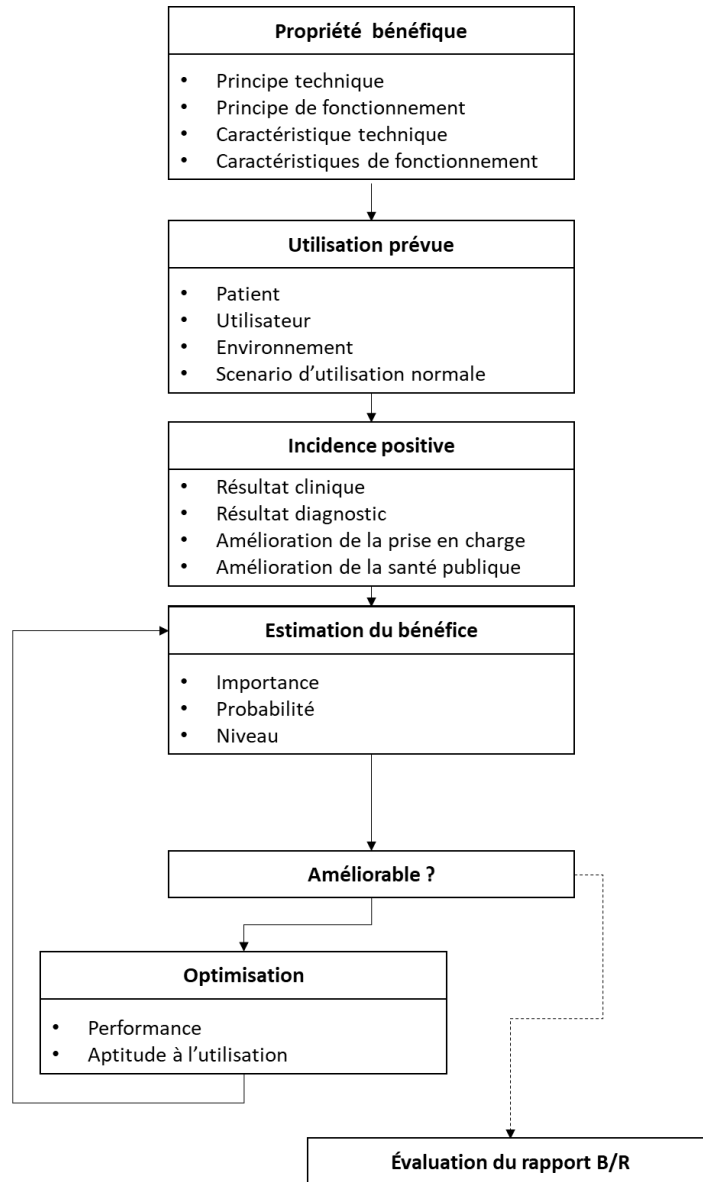 Propriété bénéfique
• Principe technique
• Principe de fonctionnement
• Caractéristique technique
• Caractéristiques de fonctionnement
Utilisation prévue
• Patient
• Utilisateur
• Environnement
• Scenario d'utilisation normale
Incidence positive
• Résultat clinique
• Résultat diagnostic
• Amélioration de la prise en charge
• Amélioration de la santé publique
Estimation du bénéfice
• Importance
• Probabilité
• Niveau
Améliorable ?
Optimisation
• Performance
• Aptitude à l'utilisation
Évaluation du rapport B/R